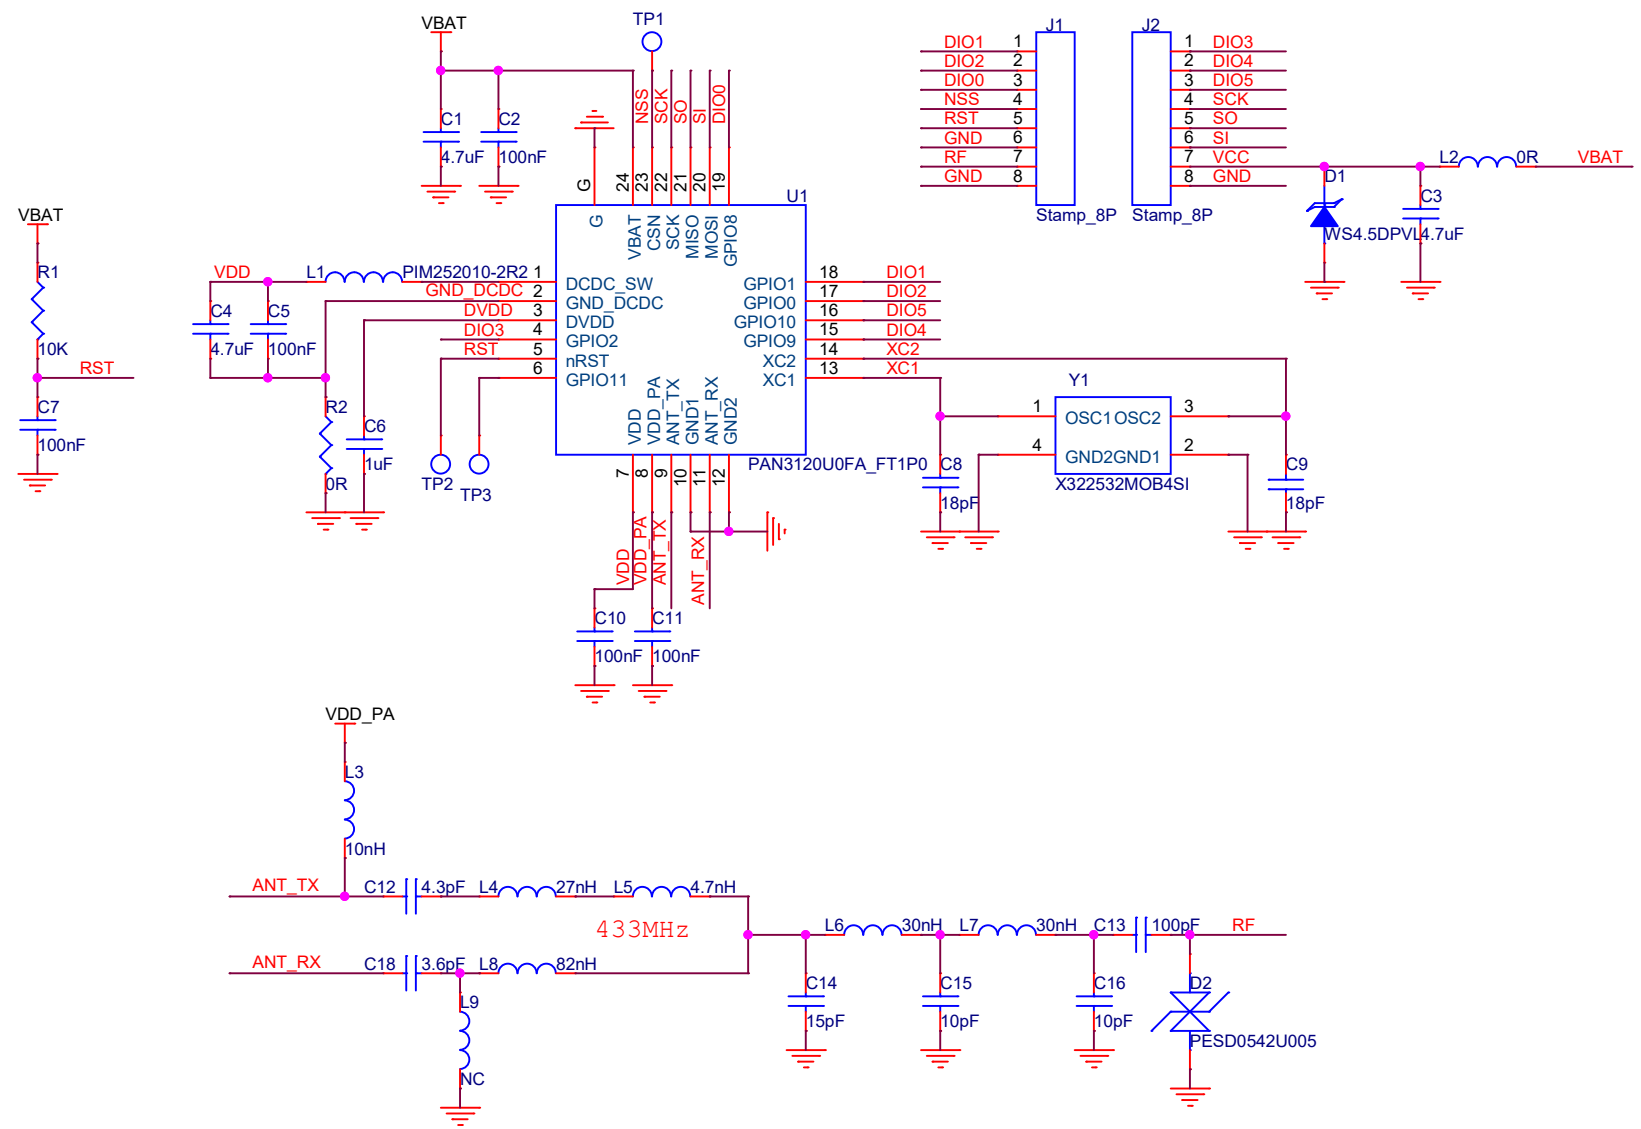 VBAT
TP1
C1
4.7uF
C2
100nF
NSS
SCK
SO
SI
DIO0
G
24
23
22
21
20
19
U1
G
VBAT
CSN
SCK
MISO
MOSI
GPIO8
J1
DIO1 1
DIO2 2
DIO0 3
NSS 4
RST 5
GND 6
RF 7
GND 8
Stamp_8P
J2
1 DIO3
2 DIO4
3 DIO5
4 SCK
5 SO
6 SI
7 VCC
8 GND
Stamp_8P
L2 0R VBAT
D1
WS4.5DPVL
C3
4.7uF
VBAT
R1
10K
RST
C7
100nF
VDD L1 PIM252010-2R2 1 DCDC_SW
GND_DCDC 2 GND_DCDC
DVDD 3 DVDD
DIO3 4 GPIO2
RST 5 nRST
6 GPIO11
C4
4.7uF
C5
100nF
R2
0R
C6
1uF
TP2
TP3
GPIO1 18 DIO1
GPIO0 17 DIO2
GPIO10 16 DIO5
GPIO9 15 DIO4
XC2 14 XC2
XC1 13 XC1
VDD
VDD_PA
ANT_TX
GND1
ANT_RX
GND2
PAN3120U0FA_FT1P0
7
8
9
10
11
12
VDD
VDD_PA
ANT_TX
ANT_RX
C10
100nF
C11
100nF
Y1
1 OSC1 OSC2 3
4 GND2 GND1 2
X322532MOB4SI
C8
18pF
C9
18pF
VDD_PA
L3
10nH
ANT_TX C12 4.3pF L4 27nH L5 4.7nH
433MHz
ANT_RX C18 3.6pF L8 82nH
L9
NC
L6 30nH L7 30nH C13 100pF RF
C14
15pF
C15
10pF
C16
10pF
D2
PESD0542U005